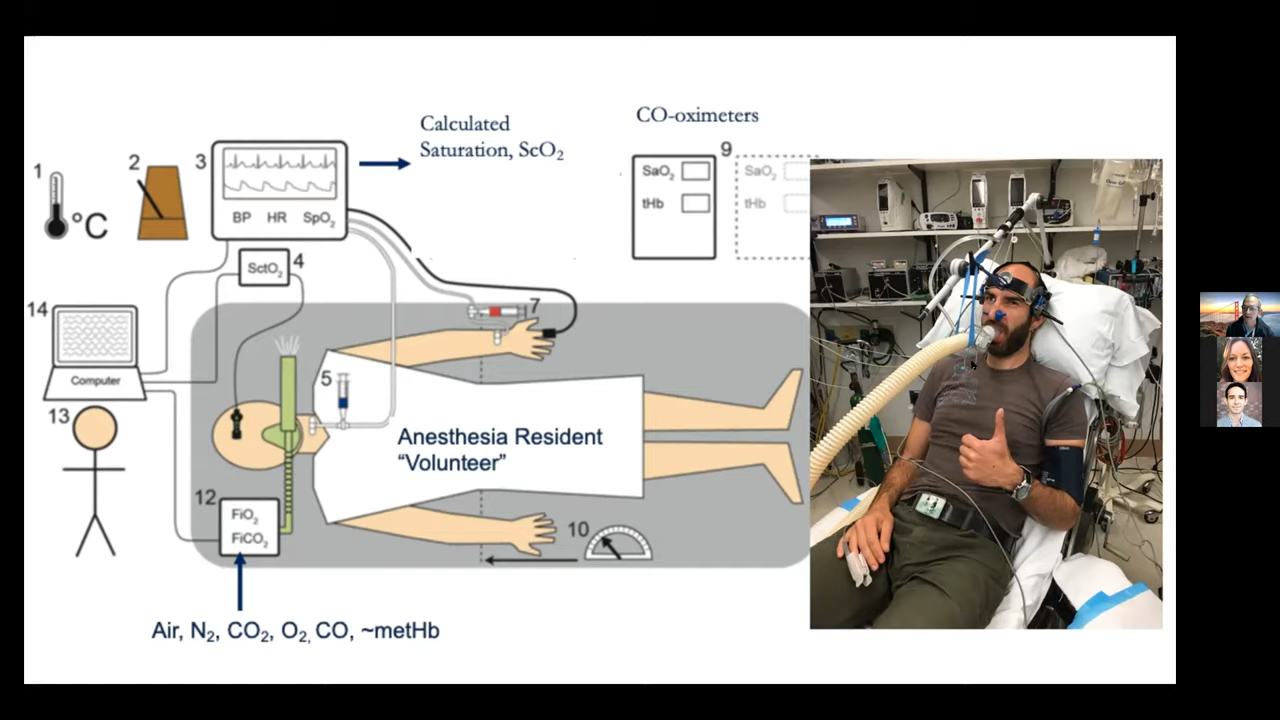 Calculated
Saturation, ScO₂
CO-oximeters
1
2
3
9
SaO₂
SaO₂
tHb
tHb
°C
BP HR SpO₂
SctO₂
4
14
7
Computer
5
13
Anesthesia Resident
“Volunteer”
12
FiO₂
FiCO₂
10
Air, N₂, CO₂, O₂, CO, ~metHb